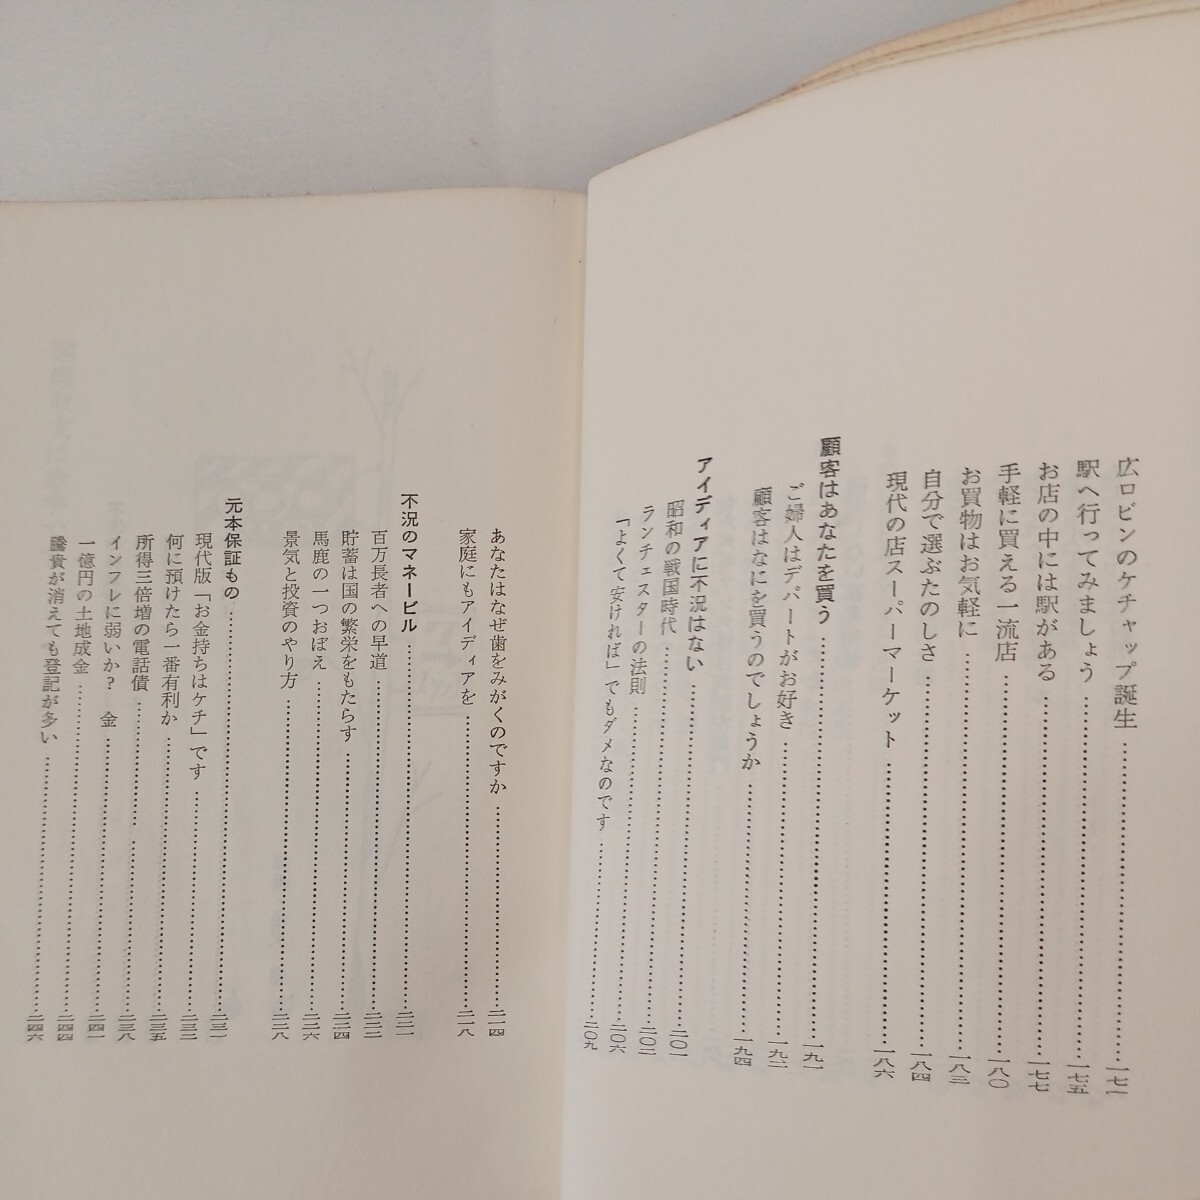 広ロビンのケチャップ誕生……一七一
駅へ行ってみましょう……一七五
お店の中には駅がある……一七七
手軽に買える一流店……一八〇
お買物はお気軽に……一八三
自分で選ぶたのしさ……一八四
現代の店スーパーマーケット……一八六
顧客はあなたを買う……一九一
ご婦人はデパートがお好き……一九二
顧客はなにを買うのでしょうか……一九四
アイディアに不況はない……二〇一
昭和の戦国時代……二〇二
ランチェスターの法則……二〇六
「よくて安ければ」でもダメなのです……二〇九
あなたはなぜ歯をみがくのですか……二一四
家庭にもアイディアを……二一八
不況のマネービル……二二一
百万長者への早道……二二二
貯蓄は国の繁栄をもたらす……二二四
馬鹿の一つおぼえ……二二六
景気と投資のやり方……二二八
元本保証もの……二三一
現代版「お金持ちはケチ」です……二三三
何に預けたら一番有利か……二三五
所得三倍増の電話債……二三八
インフレに弱いか?　金……二四一
一億円の土地成金……二四四
騰貴が消えても登記が多い……二四六